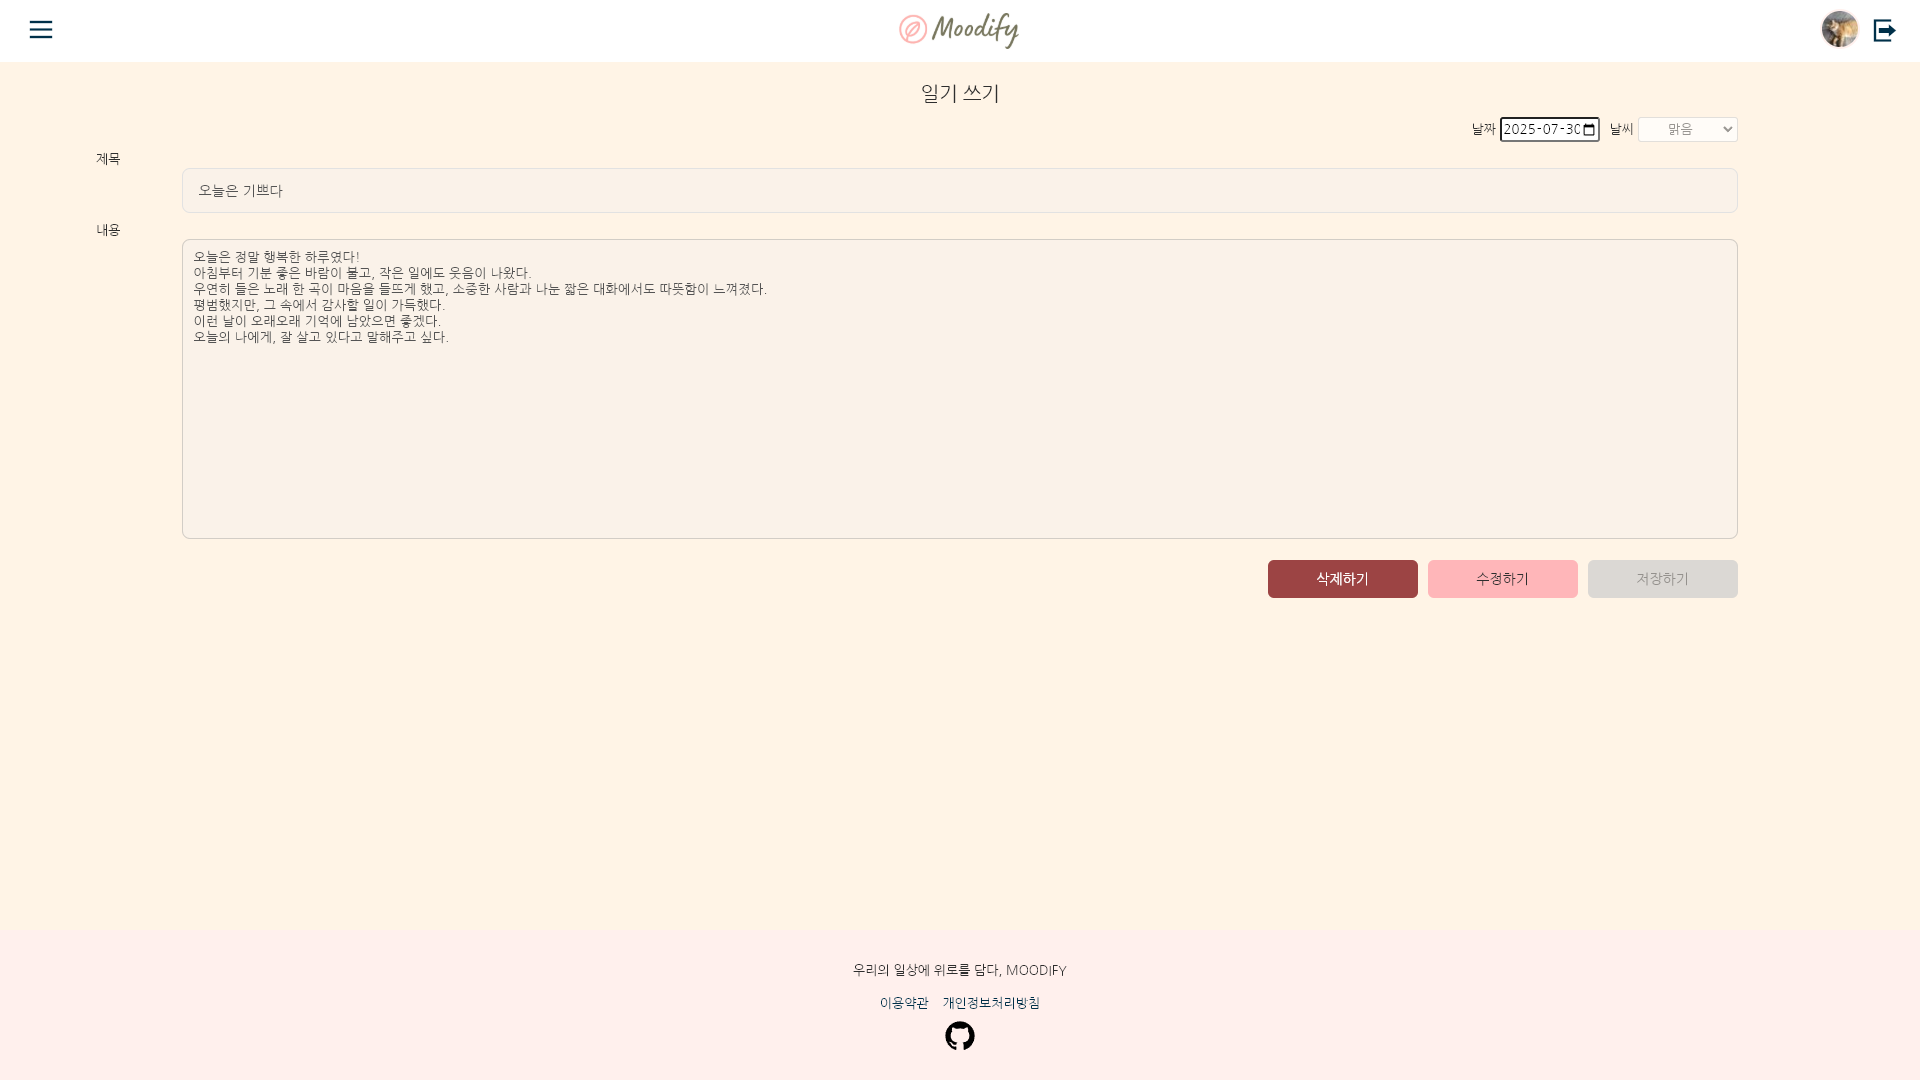 Moodify
일기 쓰기
날짜 2025-07-30 날씨 맑음
제목
오늘은 기쁘다
내용
오늘은 정말 행복한 하루였다!
아침부터 기분 좋은 바람이 불고, 작은 일에도 웃음이 나왔다.
우연히 들은 노래 한 곡이 마음을 들뜨게 했고, 소중한 사람과 나눈 짧은 대화에서도 따뜻함이 느껴졌다.
평범했지만, 그 속에서 감사할 일이 가득했다.
이런 날이 오래오래 기억에 남았으면 좋겠다.
오늘의 나에게, 잘 살고 있다고 말해주고 싶다.
삭제하기 수정하기 저장하기
우리의 일상에 위로를 담다, MOODIFY
이용약관 개인정보처리방침